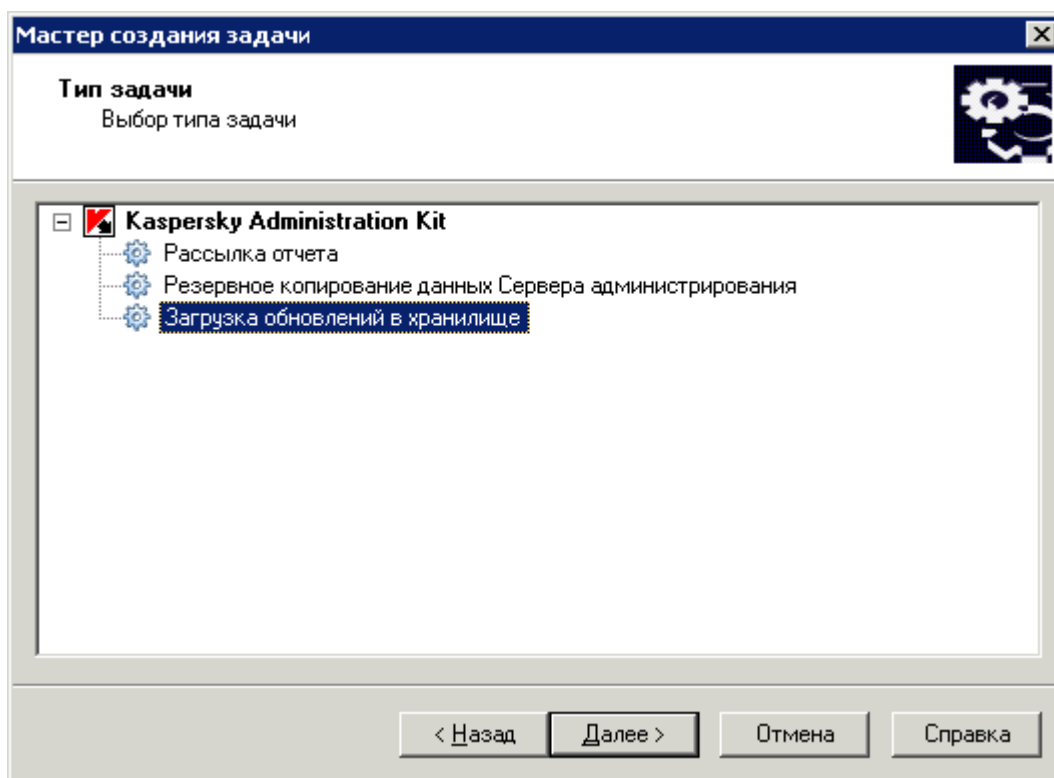 Мастер создания задачи
Тип задачи
Выбор типа задачи
Kaspersky Administration Kit
Рассылка отчета
Резервное копирование данных Сервера администрирования
Загрузка обновлений в хранилище
< Назад Далее > Отмена Справка